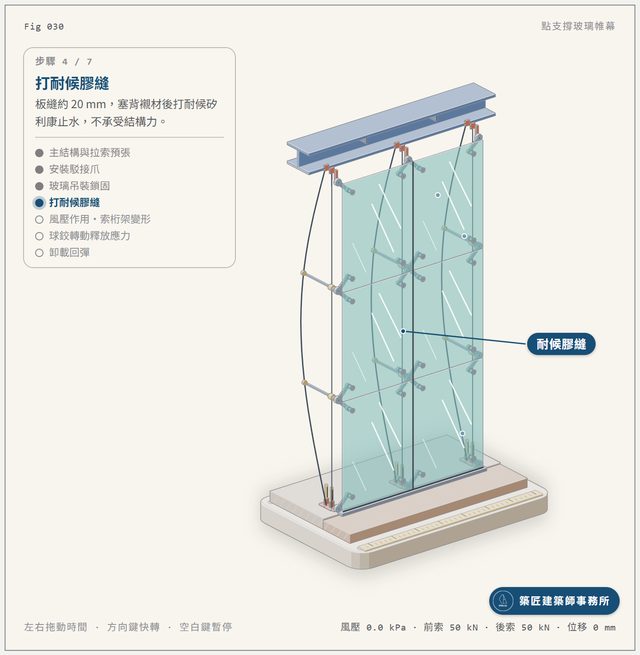 Fig 030
點支撐玻璃帷幕
步驟 4 / 7
打耐候膠縫
板縫約 20 mm，塞背襯材後打耐候矽
利康止水，不承受結構力。
主結構與拉索預張
安裝駁接爪
玻璃吊裝鎖固
打耐候膠縫
風壓作用・索桁架變形
球鉸轉動釋放應力
卸載回彈
耐候膠縫
築匠建築師事務所
左右拖動時間 · 方向鍵快轉 · 空白鍵暫停
風壓 0.0 kPa · 前索 50 kN · 後索 50 kN · 位移 0 mm